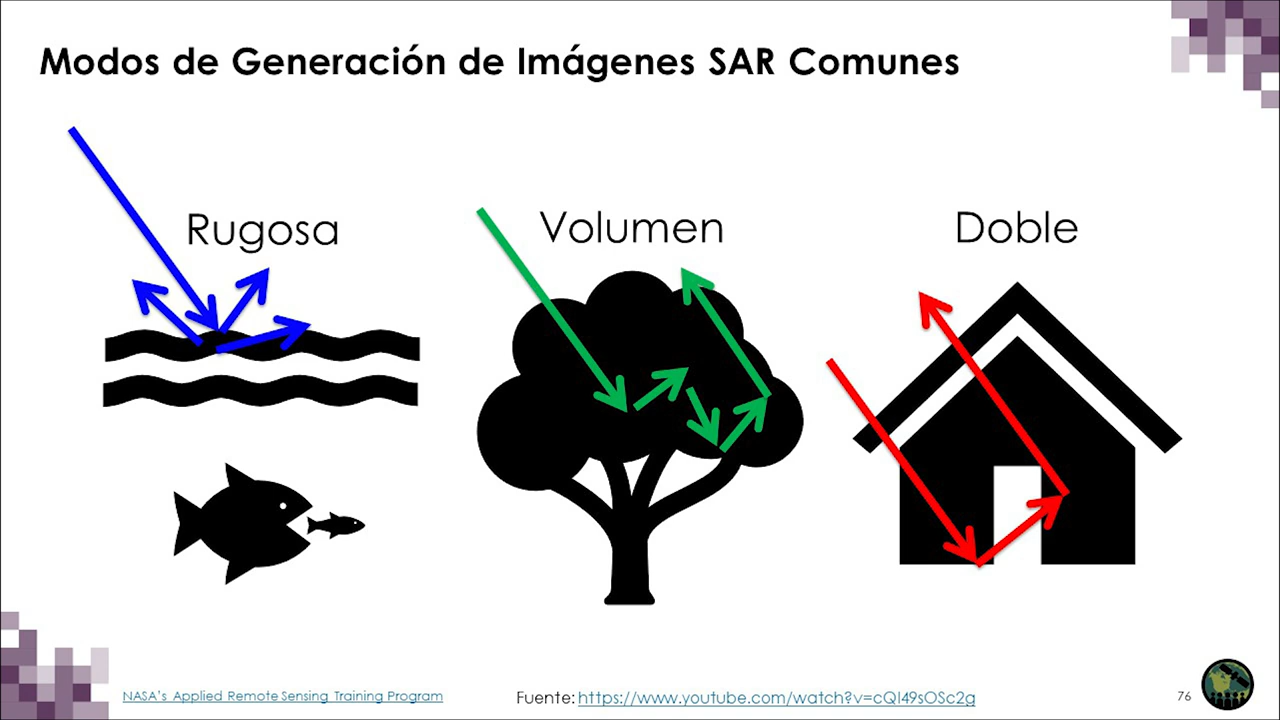 Modos de Generación de Imágenes SAR Comunes
Rugosa
Volumen
Doble
NASA's Applied Remote Sensing Training Program
Fuente: https://www.youtube.com/watch?v=cQI49sOSc2g
76